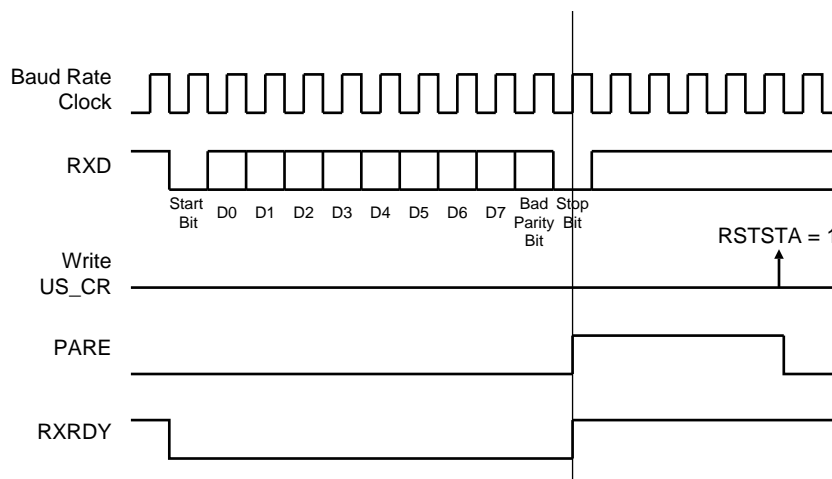 Baud Rate
Clock
RXD
Start
Bit
D0
D1
D2
D3
D4
D5
D6
D7
Bad
Parity
Bit
Stop
Bit
RSTSTA = 1
Write
US_CR
PARE
RXRDY